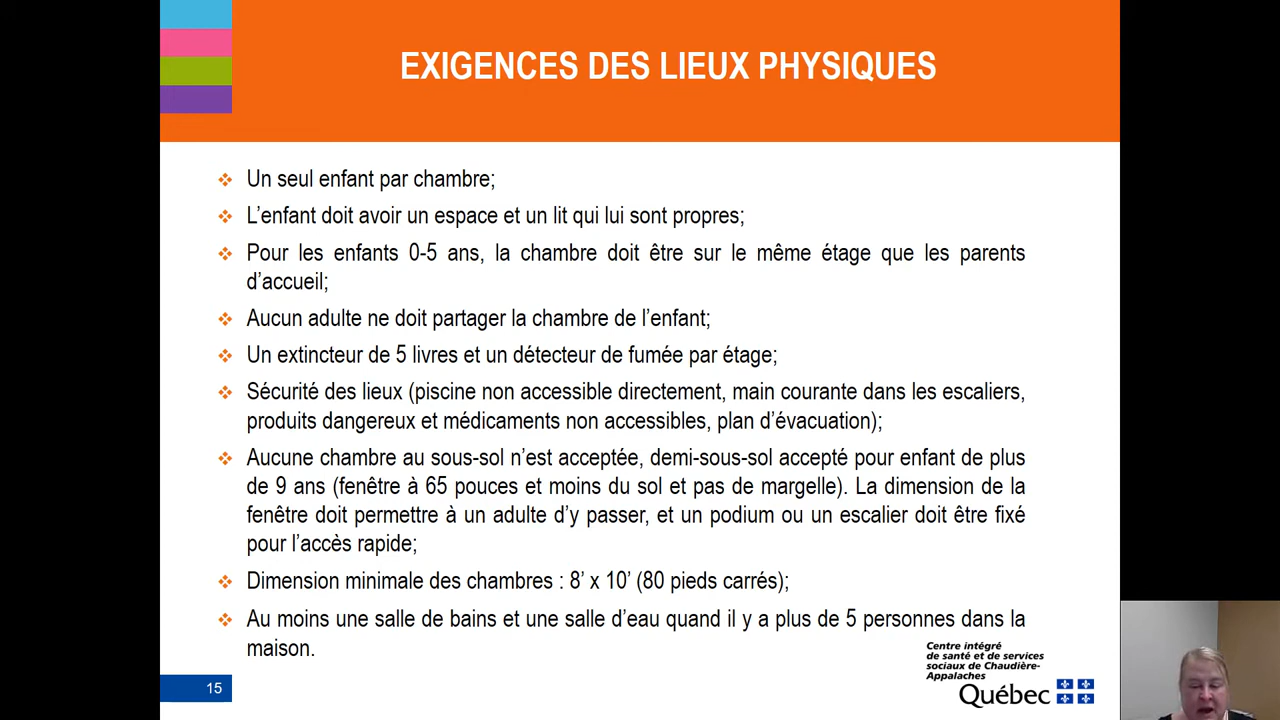 EXIGENCES DES LIEUX PHYSIQUES
Un seul enfant par chambre;
L’enfant doit avoir un espace et un lit qui lui sont propres;
Pour les enfants 0-5 ans, la chambre doit être sur le même étage que les parents
d’accueil;
Aucun adulte ne doit partager la chambre de l’enfant;
Un extincteur de 5 livres et un détecteur de fumée par étage;
Sécurité des lieux (piscine non accessible directement, main courante dans les escaliers,
produits dangereux et médicaments non accessibles, plan d’évacuation);
Aucune chambre au sous-sol n’est acceptée, demi-sous-sol accepté pour enfant de plus
de 9 ans (fenêtre à 65 pouces et moins du sol et pas de margelle). La dimension de la
fenêtre doit permettre à un adulte d’y passer, et un podium ou un escalier doit être fixé
pour l’accès rapide;
Dimension minimale des chambres : 8’ x 10’ (80 pieds carrés);
Au moins une salle de bains et une salle d’eau quand il y a plus de 5 personnes dans la
maison.
Centre intégré
de santé et de services
sociaux de Chaudière-
Appalaches
Québec
15